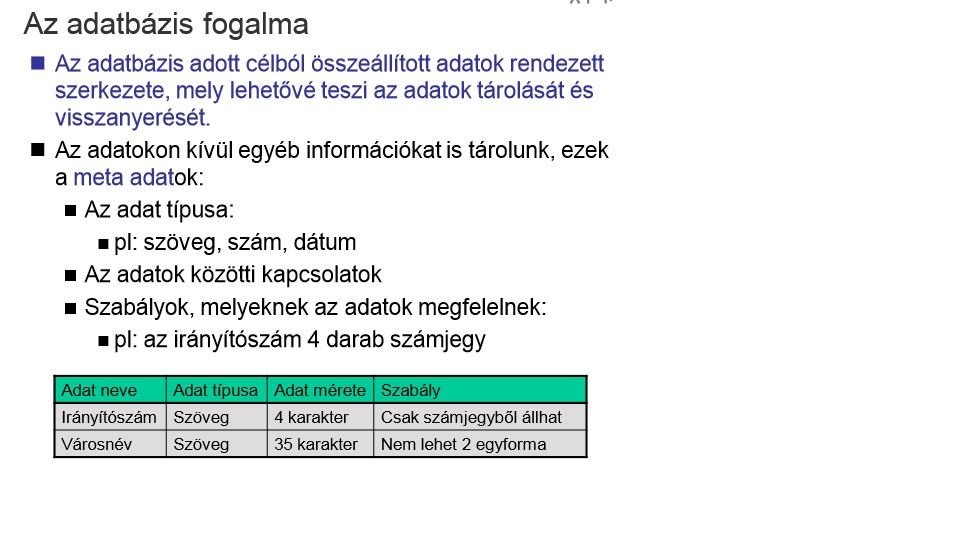 Az adatbázis fogalma
Az adatbázis adott célból összeállított adatok rendezett
szerkezete, mely lehetővé teszi az adatok tárolását és
visszanyerését.
Az adatokon kívül egyéb információkat is tárolunk, ezek
a meta adatok:
Az adat típusa:
pl: szöveg, szám, dátum
Az adatok közötti kapcsolatok
Szabályok, melyeknek az adatok megfelelnek:
pl: az irányítószám 4 darab számjegy
Adat neve Adat típusa Adat mérete Szabály
Irányítószám Szöveg 4 karakter Csak számjegyből állhat
Városnév Szöveg 35 karakter Nem lehet 2 egyforma